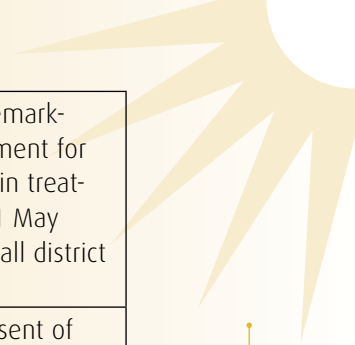 emark-
ment for
in treat-
May
all district
sent of